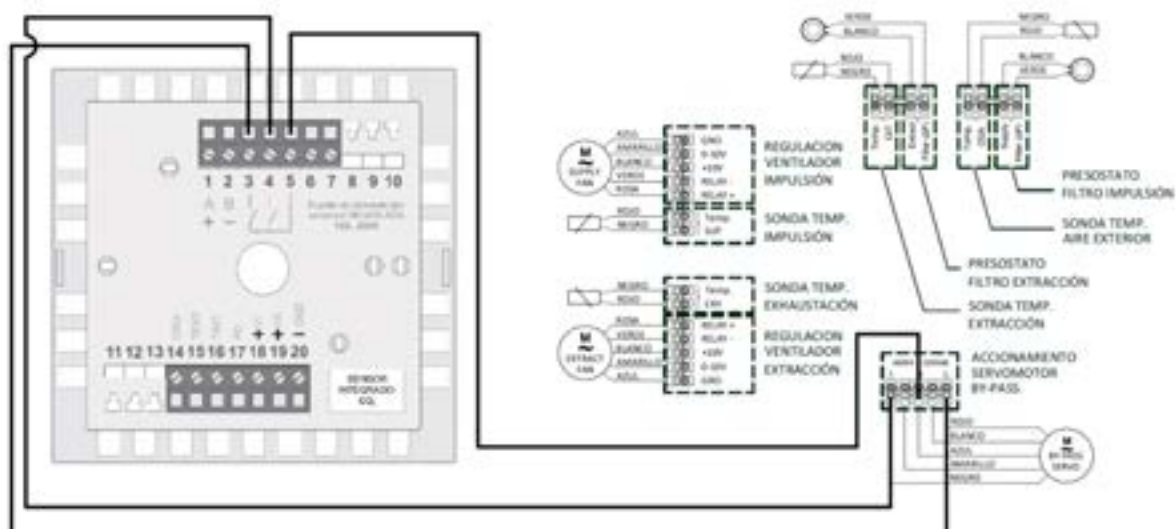 1 2 3 4 5 6 7 8 9 10
A B
+ −
11 12 13 14 15 16 17 18 19 20
SENSOR
INTEGRADO
CO₂
AZUL
AMARILLO
BLANCO
VERDE
ROSA
M
SUPPLY
FAN
GND
0-10V
+10V
RELAY -
RELAY +
REGULACION
VENTILADOR
IMPULSIÓN
ROJO
NEGRO
Temp.
SUP
SONDA TEMP.
IMPULSIÓN
NEGRO
ROJO
Temp.
EXH
SONDA TEMP.
EXHAUSTACIÓN
ROSA
VERDE
BLANCO
AMARILLO
AZUL
M
EXTRACT
FAN
RELAY +
RELAY -
+10V
0-10V
GND
REGULACION
VENTILADOR
EXTRACCIÓN
VERDE
BLANCO
ROJO
NEGRO
NEGRO
ROJO
BLANCO
VERDE
Temp.
EXT
Temp.
PRESOSTATO
FILTRO IMPULSIÓN
SONDA TEMP.
AIRE EXTERIOR
PRESOSTATO
FILTRO EXTRACCIÓN
SONDA TEMP.
EXTRACCIÓN
ACCIONAMIENTO
SERVOMOTOR
BY-PASS
ROJO
BLANCO
AZUL
AMARILLO
NEGRO
M
BY-PASS
SERVO